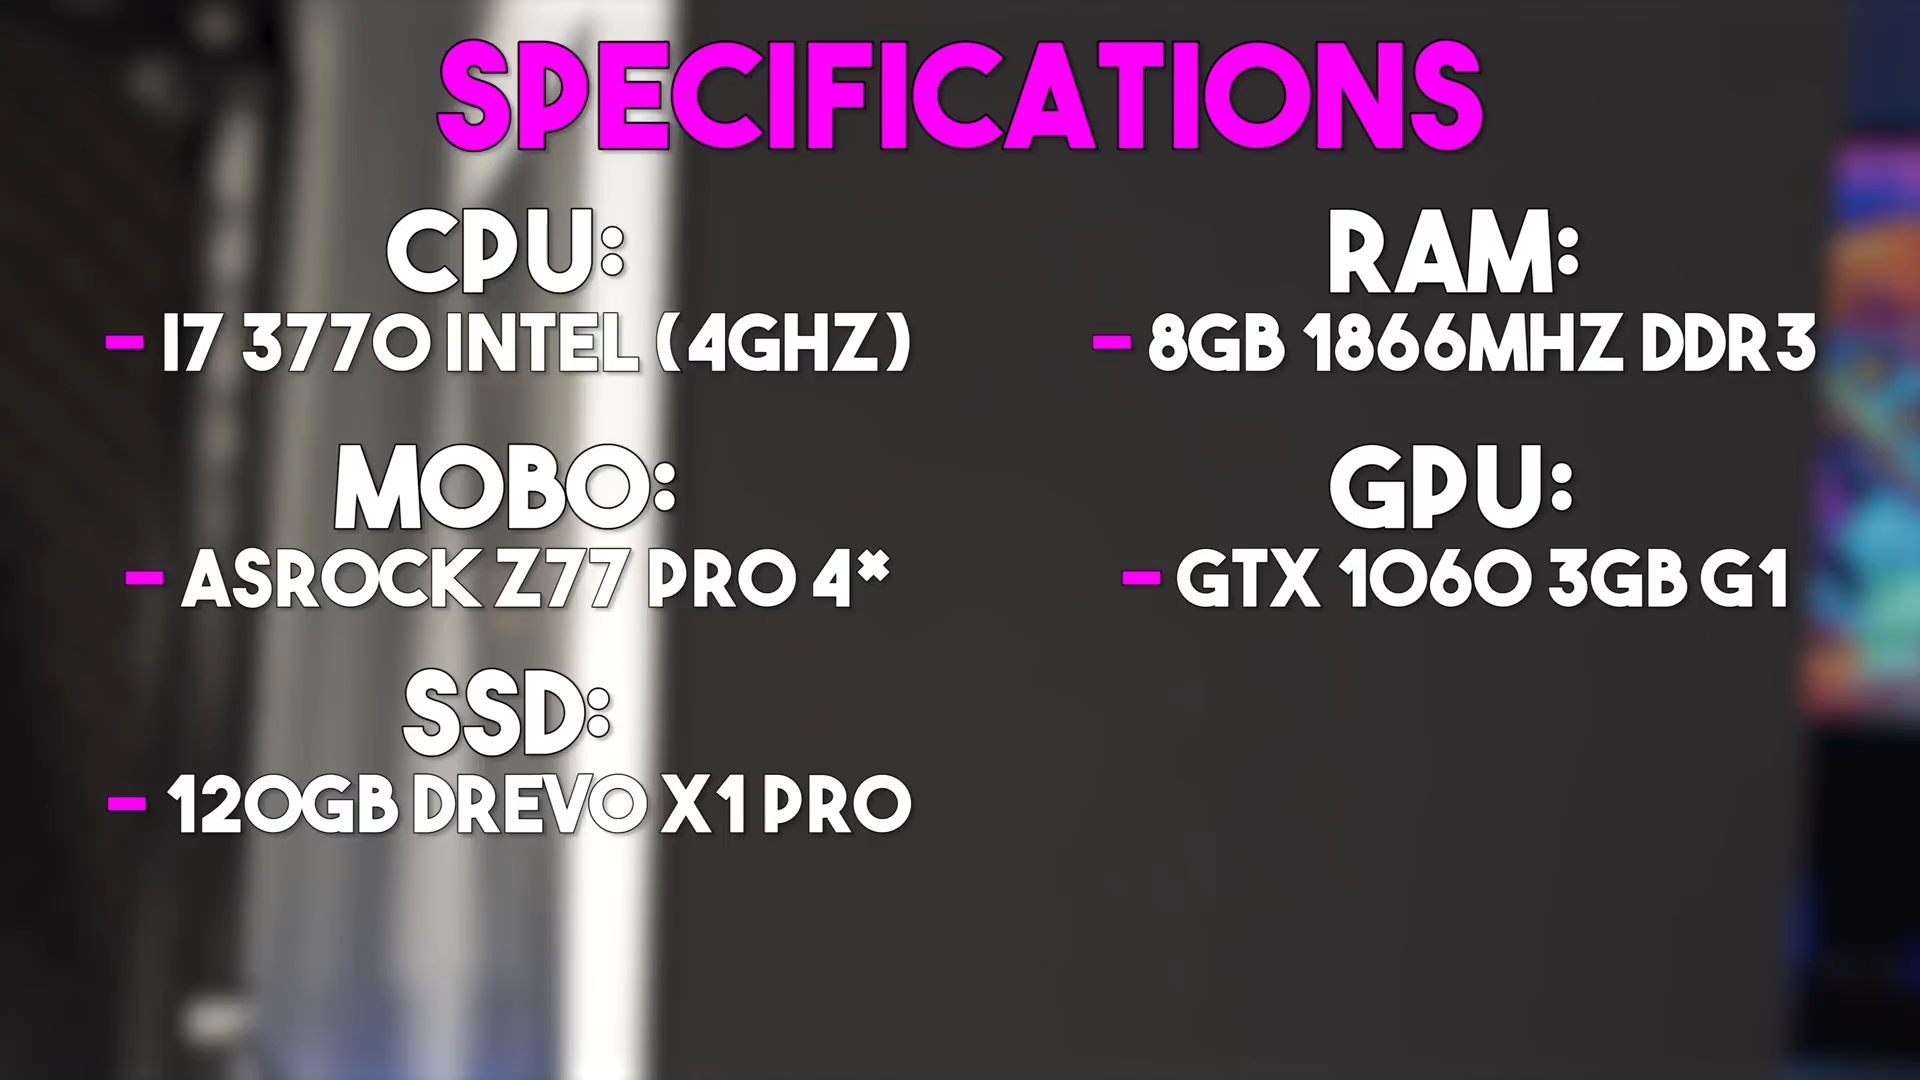 SPECIFICATIONS
CPU:
- I7 3770 INTEL (4GHZ)
MOBO:
- ASROCK Z77 PRO 4*
SSD:
- 120GB DREVO X1 PRO
RAM:
- 8GB 1866MHZ DDR3
GPU:
- GTX 1060 3GB G1